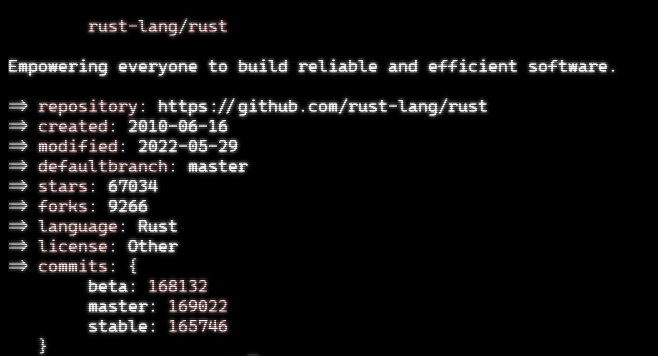 rust-lang/rust
Empowering everyone to build reliable and efficient software.
=> repository: https://github.com/rust-lang/rust
=> created: 2010-06-16
=> modified: 2022-05-29
=> defaultbranch: master
=> stars: 67034
=> forks: 9266
=> language: Rust
=> license: Other
=> commits: {
beta: 168132
master: 169022
stable: 165746
}